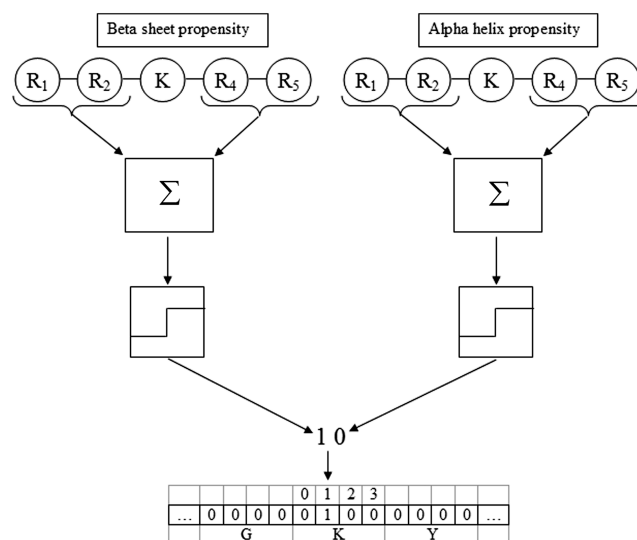 Beta sheet propensity Alpha helix propensity
R₁ R₂ K R₄ R₅ R₁ R₂ K R₄ R₅
Σ Σ
1 0
0 1 2 3
... 0 0 0 0 0 1 0 0 0 0 0 0 ...
G K Y